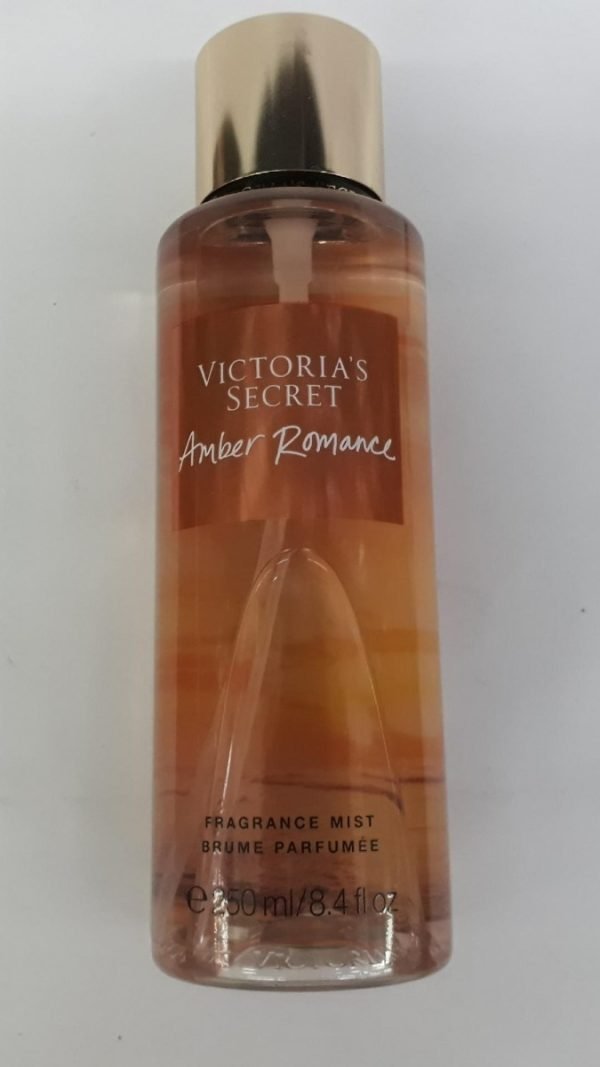 VICTORIA'S
SECRET
Amber Romance
FRAGRANCE MIST
BRUME PARFUMÉE
℮250 ml/8.4 fl oz